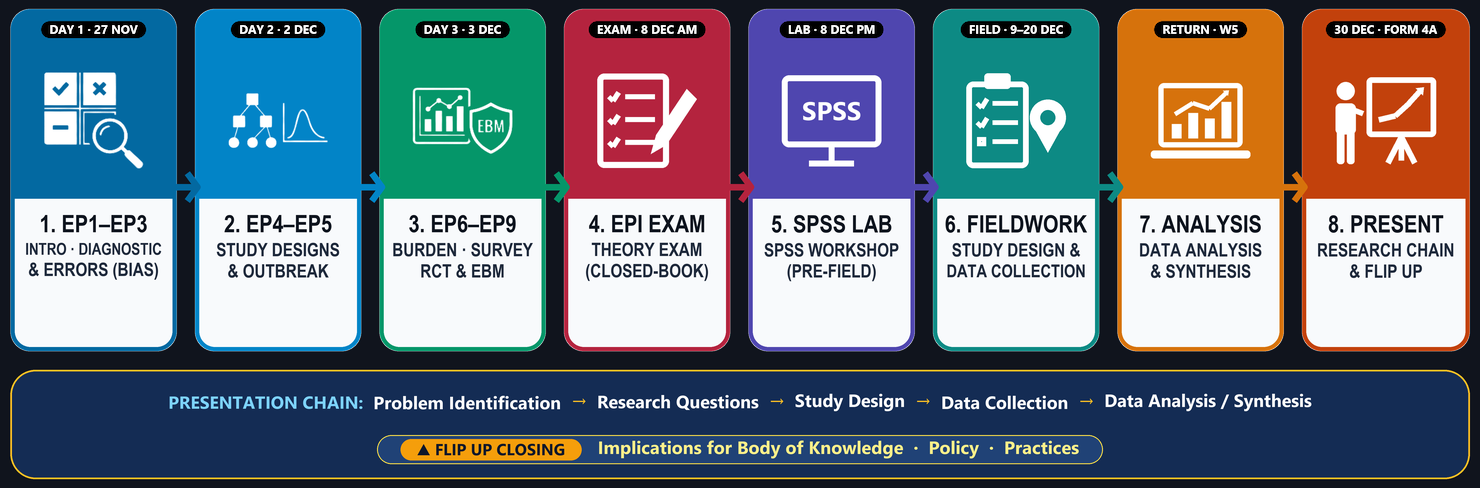 DAY 1 · 27 NOV
1. EP1–EP3
INTRO · DIAGNOSTIC
& ERRORS (BIAS)
DAY 2 · 2 DEC
2. EP4–EP5
STUDY DESIGNS
& OUTBREAK
DAY 3 · 3 DEC
EBM
3. EP6–EP9
BURDEN · SURVEY
RCT & EBM
EXAM · 8 DEC AM
4. EPI EXAM
THEORY EXAM
(CLOSED-BOOK)
LAB · 8 DEC PM
SPSS
5. SPSS LAB
SPSS WORKSHOP
(PRE-FIELD)
FIELD · 9–20 DEC
6. FIELDWORK
STUDY DESIGN &
DATA COLLECTION
RETURN · W5
7. ANALYSIS
DATA ANALYSIS
& SYNTHESIS
30 DEC · FORM 4A
8. PRESENT
RESEARCH CHAIN
& FLIP UP
PRESENTATION CHAIN: Problem Identification → Research Questions → Study Design → Data Collection → Data Analysis / Synthesis
▲ FLIP UP CLOSING Implications for Body of Knowledge · Policy · Practices